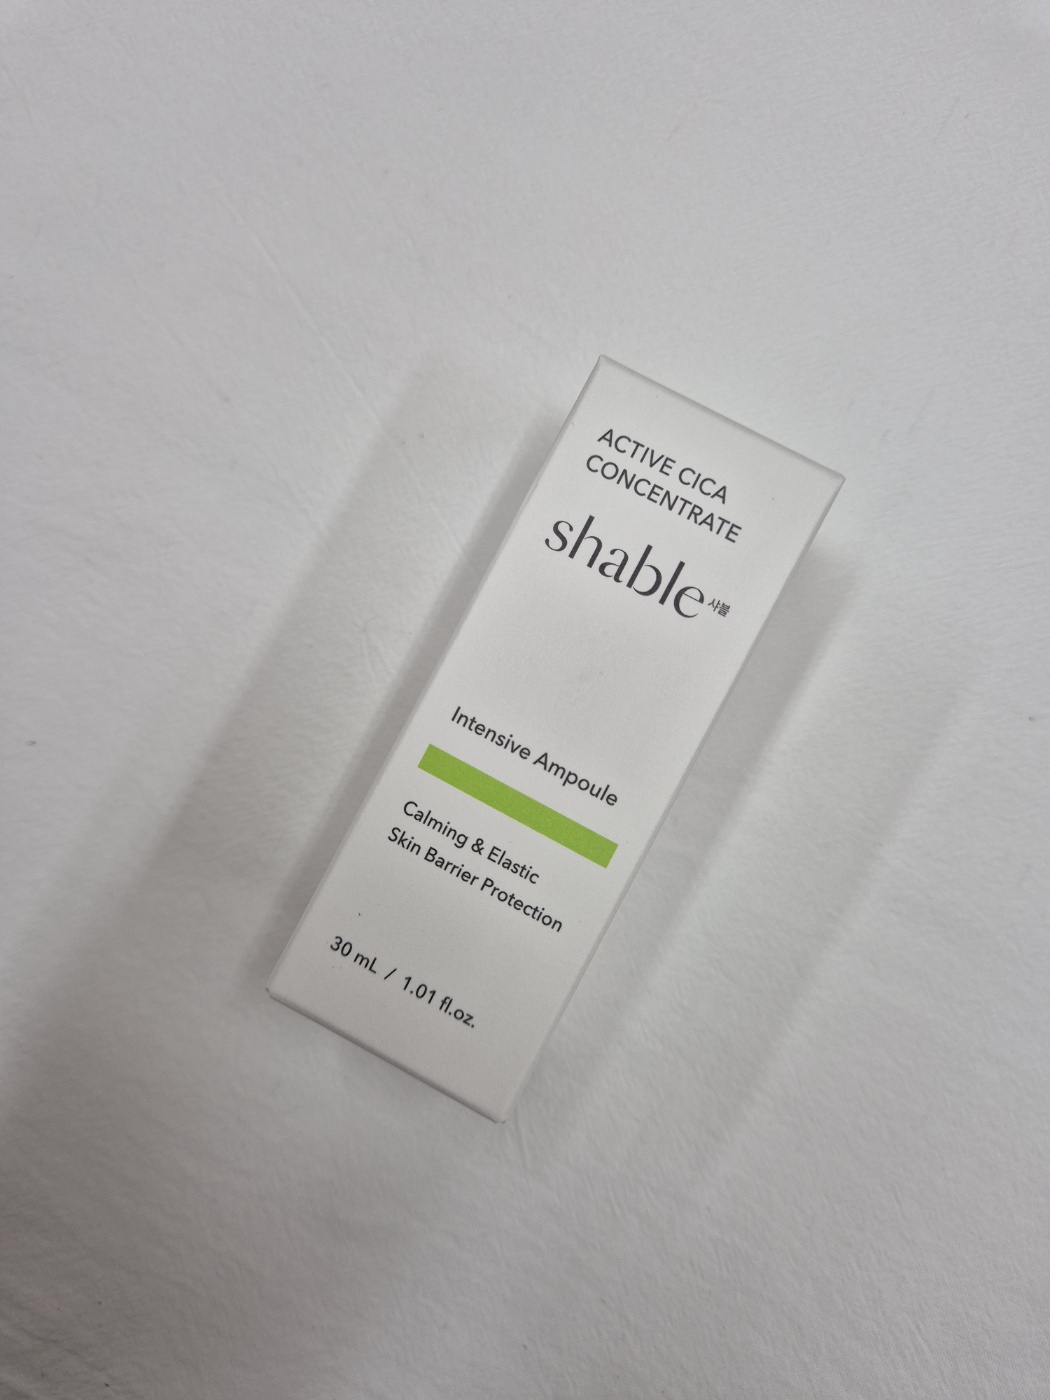 ACTIVE CICA
CONCENTRATE
shable 샤블
Intensive Ampoule
Calming & Elastic
Skin Barrier Protection
30 mL / 1.01 fl.oz.